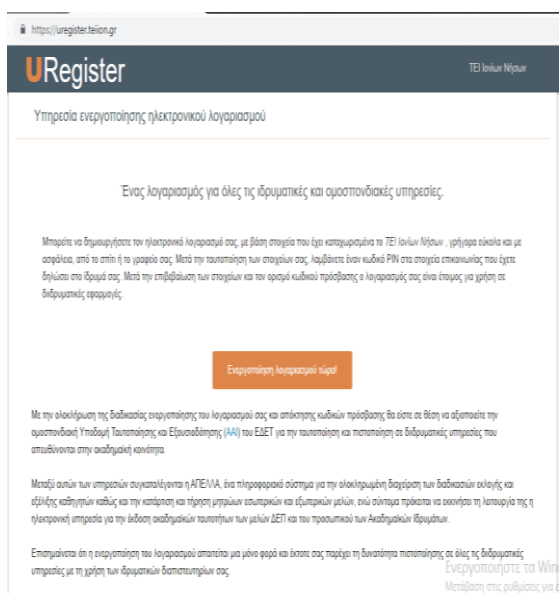 https://uregister.teiion.gr
URegister
ΤΕΙ Ιονίων Νήσων
Υπηρεσία ενεργοποίησης ηλεκτρονικού λογαριασμού
Ένας λογαριασμός για όλες τις ιδρυματικές και ομοσπονδιακές υπηρεσίες.
Μπορείτε να δημιουργήσετε τον ηλεκτρονικό λογαριασμό σας, με βάση στοιχεία που έχει καταχωρισμένα το ΤΕΙ Ιονίων Νήσων , γρήγορα εύκολα και με
ασφάλεια, από το σπίτι ή το γραφείο σας. Μετά την ταυτοποίηση των στοιχείων σας, λαμβάνετε έναν κωδικό PIN στα στοιχεία επικοινωνίας που έχετε
δηλώσει στο ίδρυμά σας. Μετά την επιβεβαίωση των στοιχείων και τον ορισμό κωδικού πρόσβασης ο λογαριασμός σας είναι έτοιμος για χρήση σε
διιδρυματικές εφαρμογές.
Ενεργοποίηση λογαριασμού τώρα!
Με την ολοκλήρωση της διαδικασίας ενεργοποίησης του λογαριασμού σας και απόκτησης κωδικών πρόσβασης θα είστε σε θέση να αξιοποιείτε την
ομοσπονδιακή Υποδομή Ταυτοποίησης και Εξουσιοδότησης (AAI) του ΕΔΕΤ για την ταυτοποίηση και πιστοποίηση σε διιδρυματικές υπηρεσίες που
απευθύνονται στην ακαδημαϊκή κοινότητα.
Μεταξύ αυτών των υπηρεσιών συγκαταλέγονται η ΑΠΕΛΛΑ, ένα πληροφοριακό σύστημα για την ολοκληρωμένη διαχείριση των διαδικασιών εκλογής και
εξέλιξης καθηγητών καθώς και την κατάρτιση και τήρηση μητρώων εσωτερικών και εξωτερικών μελών, ενώ σύντομα πρόκειται να εκκινήσει τη λειτουργία της η
ηλεκτρονική υπηρεσία για την έκδοση ακαδημαϊκών ταυτοτήτων των μελών ΔΕΠ και του προσωπικού των Ακαδημαϊκών Ιδρυμάτων.
Επισημαίνεται ότι η ενεργοποίηση του λογαριασμού απαιτείται μια μόνο φορά και έκτοτε σας παρέχει τη δυνατότητα πιστοποίησης σε όλες τις διιδρυματικές
υπηρεσίες με τη χρήση των ιδρυματικών διαπιστευτηρίων σας.
Ενεργοποιήστε τα Win
Μετάβαση στις ρυθμίσεις για ε